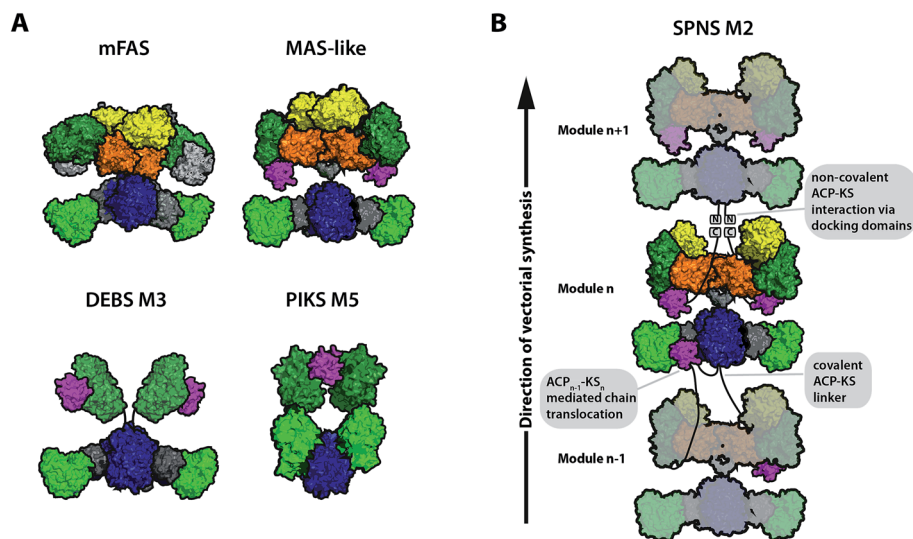 A
mFAS
MAS-like
DEBS M3
PIKS M5
B
SPNS M2
Direction of vectorial synthesis
Module n+1
non-covalent
ACP-KS
interaction via
docking domains
N N
C C
Module n
ACPn-1-KSn
mediated chain
translocation
covalent
ACP-KS
linker
Module n-1